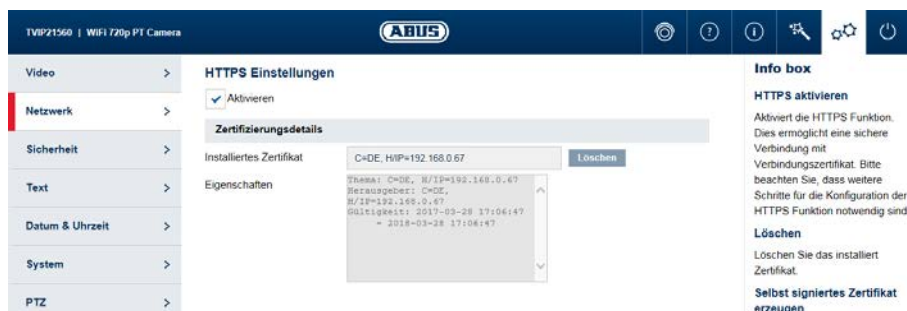 TVIP21560 | WiFi 720p PT Camera
ABUS
Video
Netzwerk
Sicherheit
Text
Datum & Uhrzeit
System
PTZ
HTTPS Einstellungen
Aktivieren
Zertifizierungsdetails
Installiertes Zertifikat
C=DE, H/IP=192.168.0.67
Löschen
Eigenschaften
Thema: C=DE, H/IP=192.168.0.67
Herausgeber: C=DE,
H/IP=192.168.0.67
Gültigkeit: 2017-03-28 17:06:47
- 2018-03-28 17:06:47
Info box
HTTPS aktivieren
Aktiviert die HTTPS Funktion.
Dies ermöglicht eine sichere
Verbindung mit
Verbindungszertifikat. Bitte
beachten Sie, dass weitere
Schritte für die Konfiguration der
HTTPS Funktion notwendig sind.
Löschen
Löschen Sie das installiert
Zertifikat.
Selbst signiertes Zertifikat
erzeugen